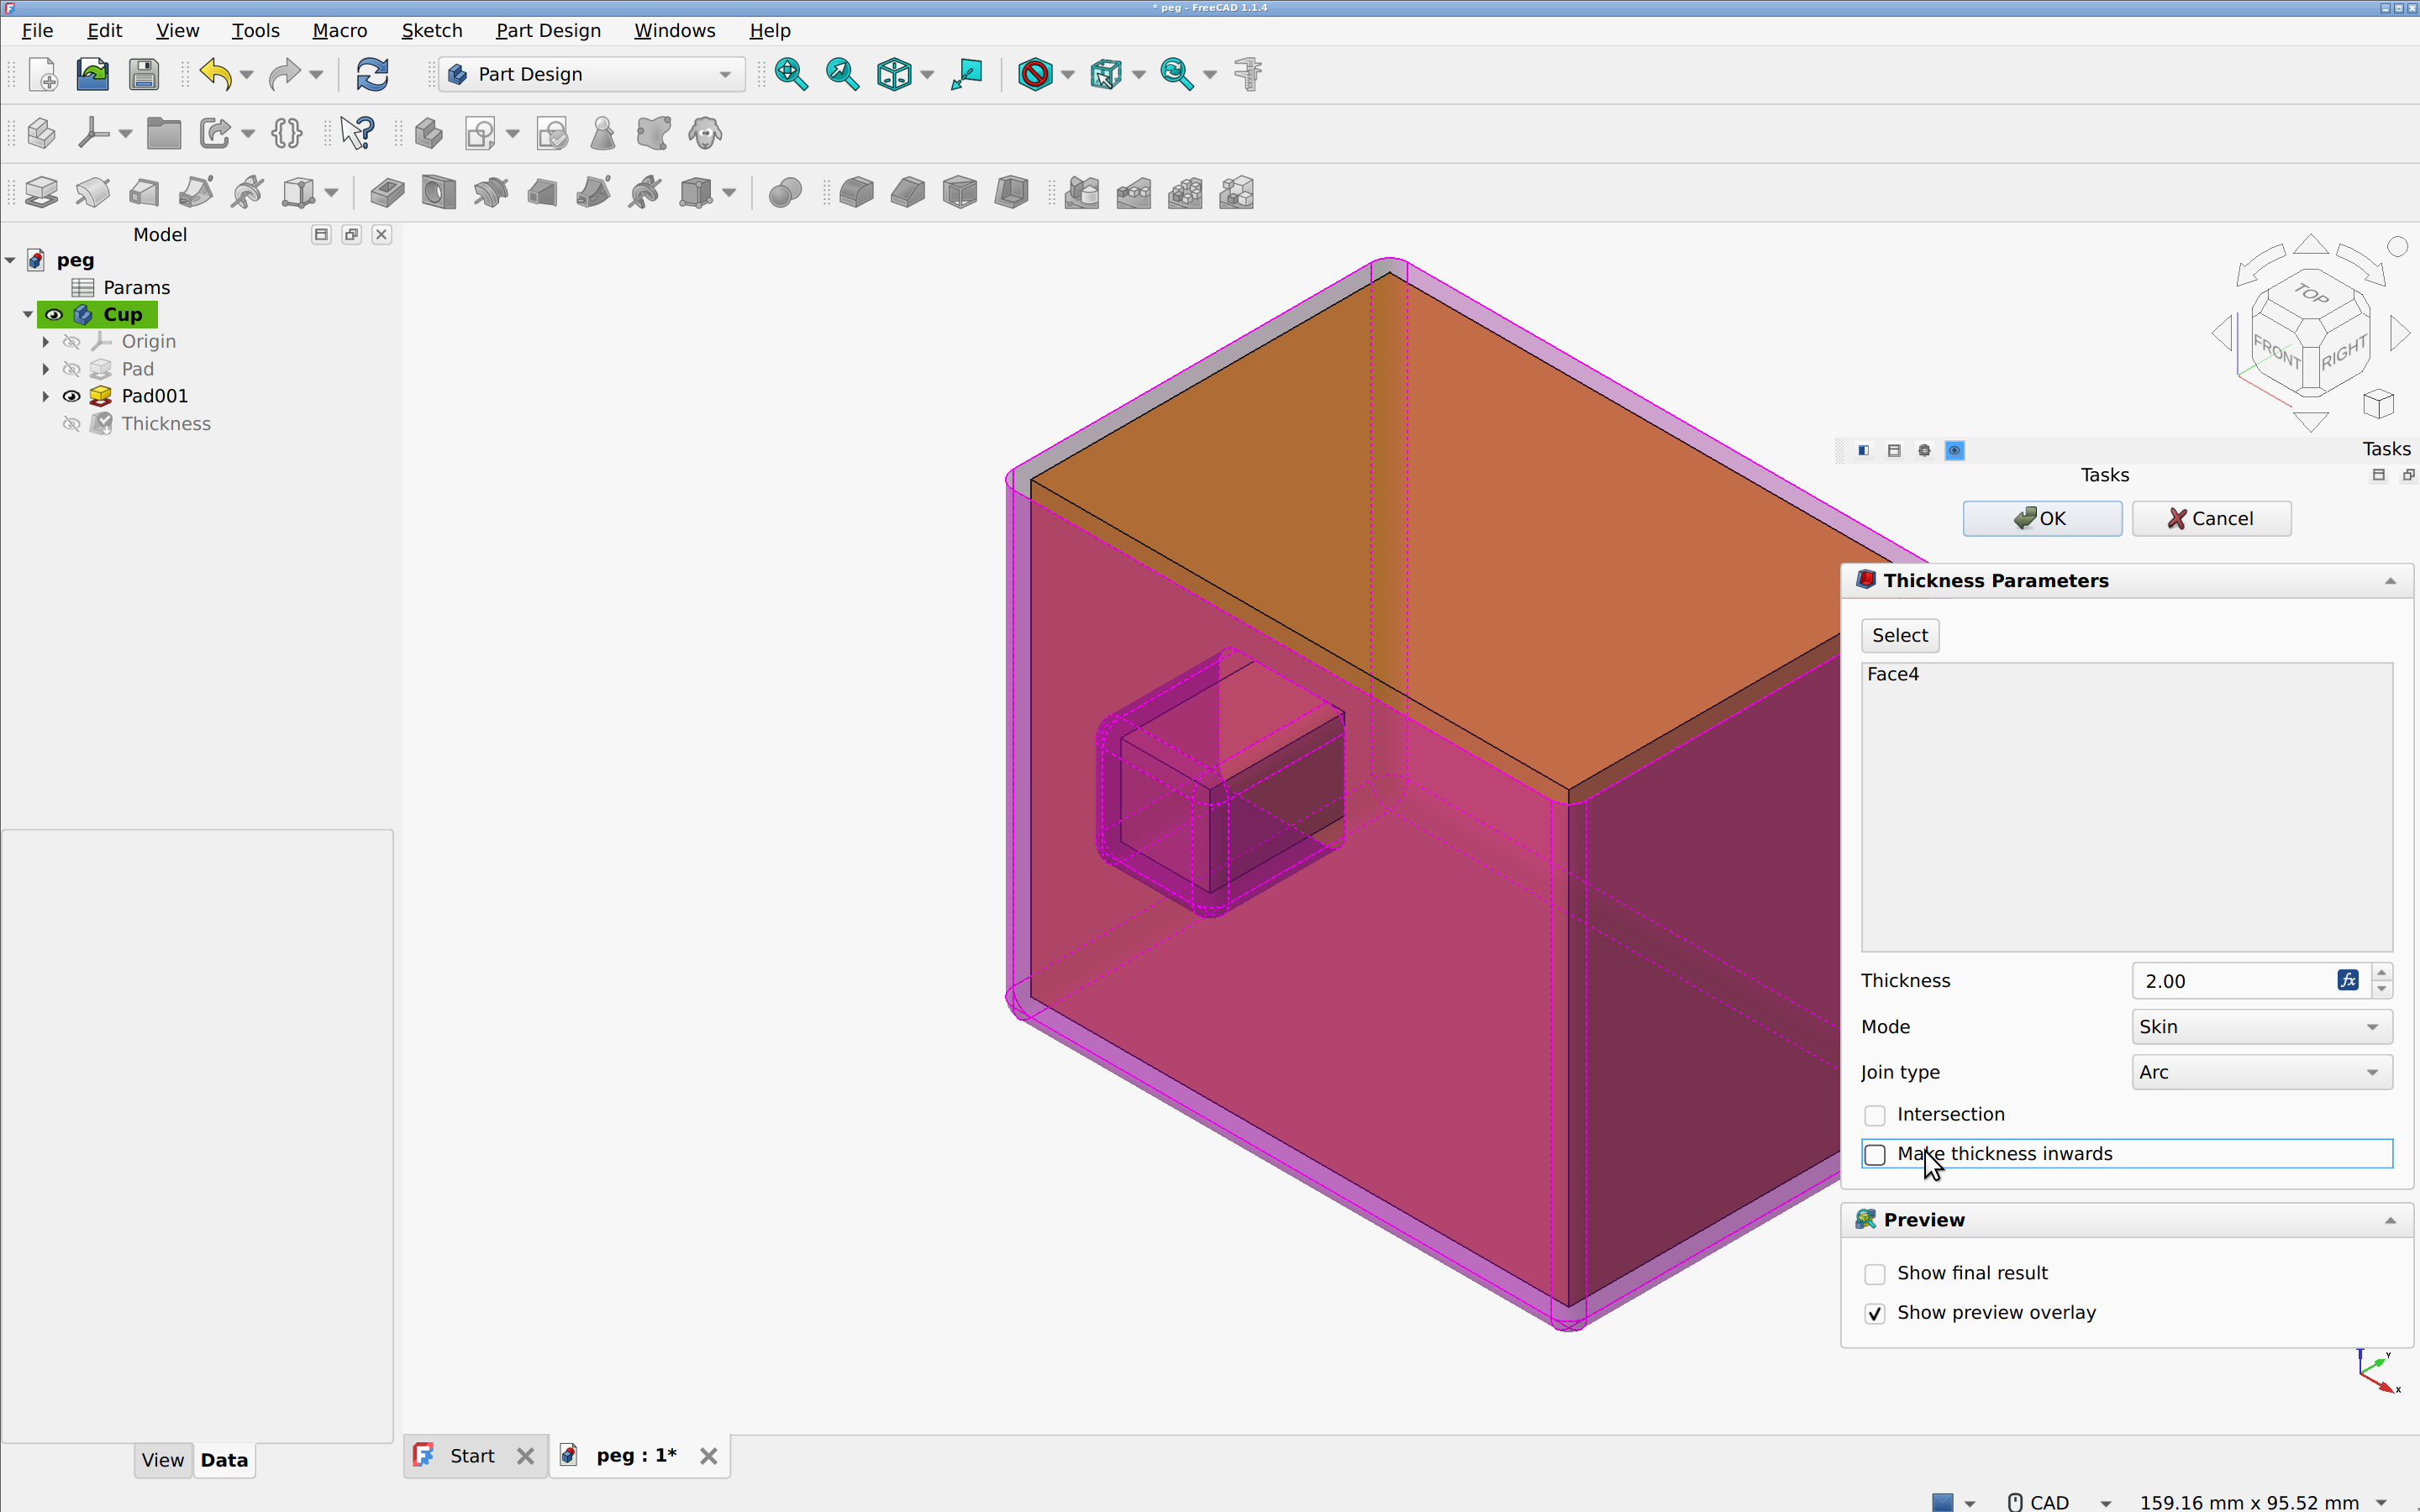 * peg - FreeCAD 1.1.4
File Edit View Tools Macro Sketch Part Design Windows Help
Part Design
Model
peg
Params
Cup
Origin
Pad
Pad001
Thickness
TOP
FRONT
RIGHT
Tasks
Tasks
OK Cancel
Thickness Parameters
Select
Face4
Thickness 2.00
Mode Skin
Join type Arc
Intersection
Make thickness inwards
Preview
Show final result
Show preview overlay
Y
X
View Data
Start
peg : 1*
CAD
159.16 mm x 95.52 mm